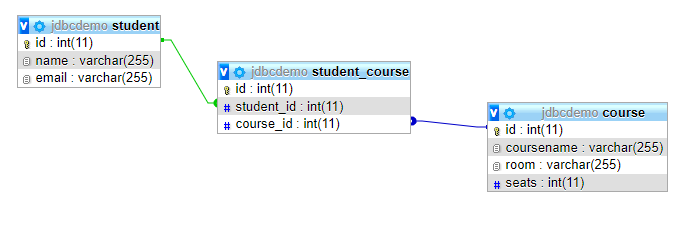 jdbcdemo student
id : int(11)
name : varchar(255)
email : varchar(255)
jdbcdemo student_course
id : int(11)
student_id : int(11)
course_id : int(11)
jdbcdemo course
id : int(11)
coursename : varchar(255)
room : varchar(255)
seats : int(11)